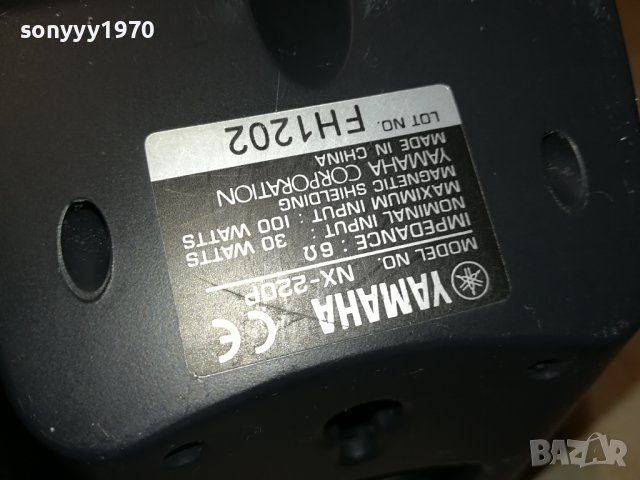 sonyyy1970
YAMAHA CE
MODEL NO. NX-220P
IMPEDANCE : 6Ω
NOMINAL INPUT : 30 WATTS
MAXIMUM INPUT : 100 WATTS
MAGNETIC SHIELDING
YAMAHA CORPORATION
MADE IN CHINA
LOT NO. FH1202
BAZAR